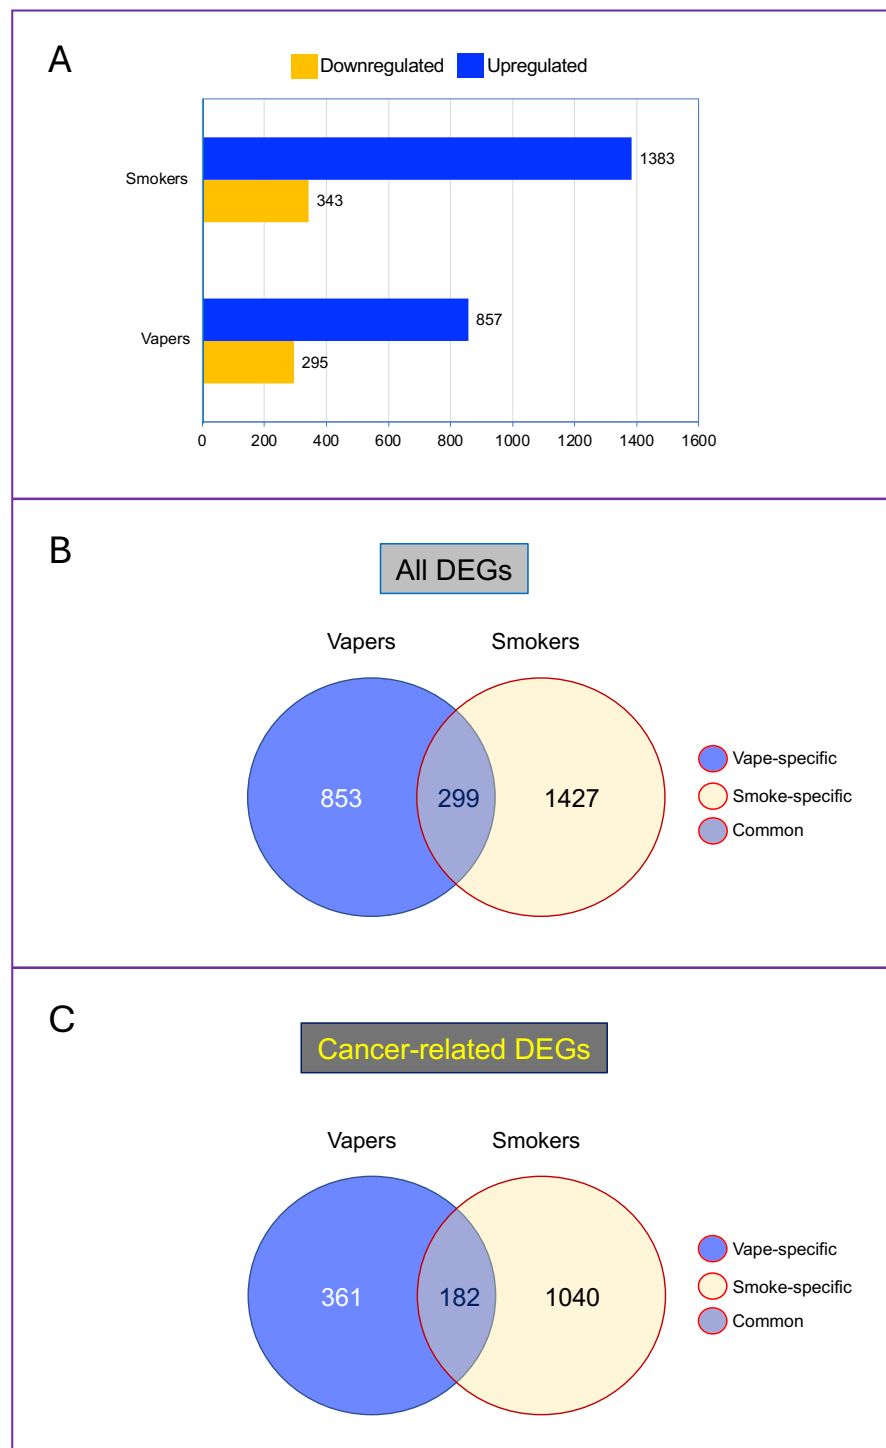 A
Downregulated Upregulated
Smokers
1383
343
Vapers
857
295
0 200 400 600 800 1000 1200 1400 1600
B
All DEGs
Vapers Smokers
853 299 1427
Vape-specific
Smoke-specific
Common
C
Cancer-related DEGs
Vapers Smokers
361 182 1040
Vape-specific
Smoke-specific
Common